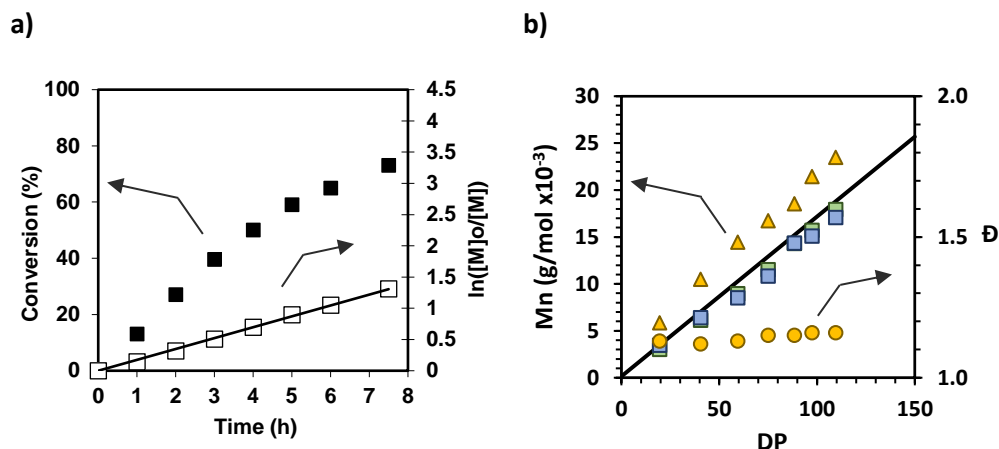 a)
100
80
60
40
20
0
Conversion (%)
0 1 2 3 4 5 6 7 8
Time (h)
4.5
4
3.5
3
2.5
2
1.5
1
0.5
0
ln([M]o/[M])
b)
30
25
20
15
10
5
0
Mn (g/mol x10⁻³)
0 50 100 150
DP
2.0
1.5
1.0
Đ